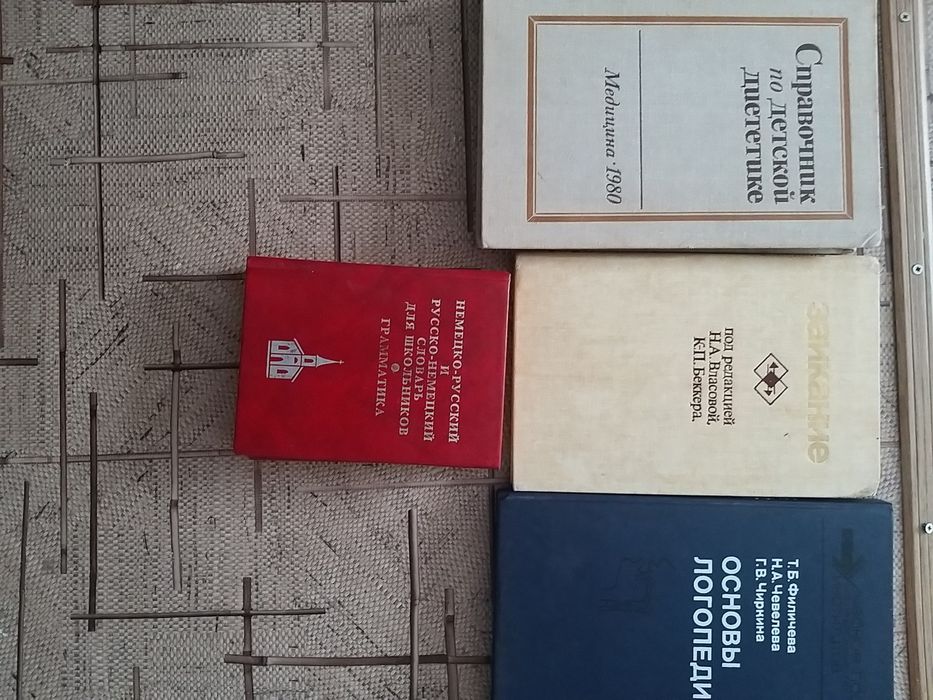 Справочник
по детской
диететике
Медицина · 1980
заикание
под редакцией
Н.А. Власовой,
К.-П. Беккера.
Т.Б. Филичева
Н.А. Чевелева
Г.В. Чиркина
ОСНОВЫ
ЛОГОПЕДИ
НЕМЕЦКО-РУССКИЙ
И
РУССКО-НЕМЕЦКИЙ
СЛОВАРЬ
ДЛЯ ШКОЛЬНИКОВ
ГРАММАТИКА